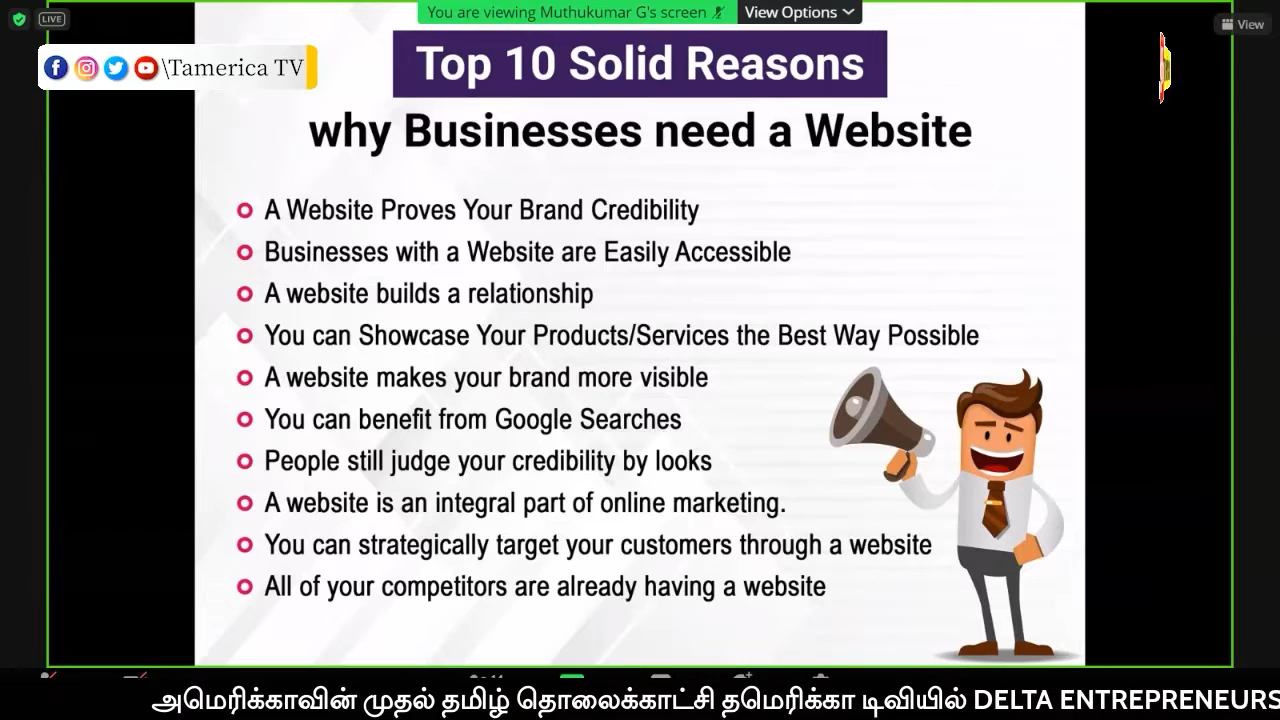 You are viewing Muthukumar G's screen
View Options
LIVE
View
\Tamerica TV
Top 10 Solid Reasons
why Businesses need a Website
A Website Proves Your Brand Credibility
Businesses with a Website are Easily Accessible
A website builds a relationship
You can Showcase Your Products/Services the Best Way Possible
A website makes your brand more visible
You can benefit from Google Searches
People still judge your credibility by looks
A website is an integral part of online marketing.
You can strategically target your customers through a website
All of your competitors are already having a website
அமெரிக்காவின் முதல் தமிழ் தொலைக்காட்சி தமெரிக்கா டிவியில் DELTA ENTREPRENEURS